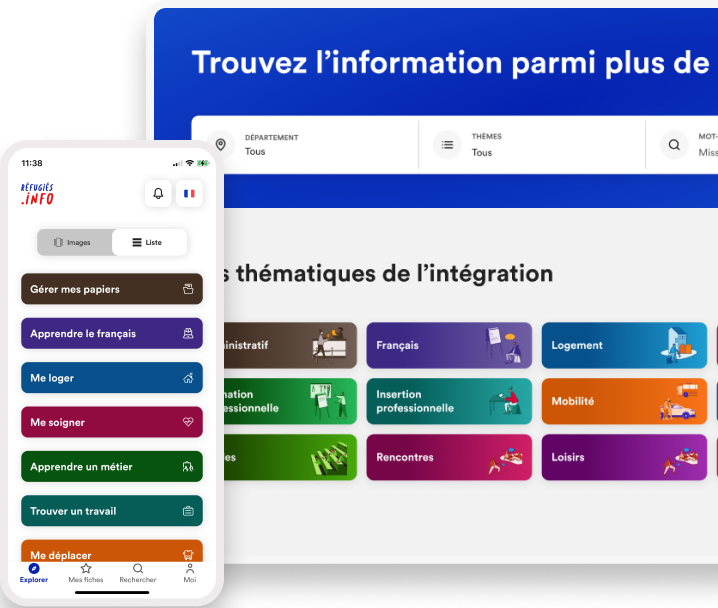 Trouvez l’information parmi plus de
DÉPARTEMENT
Tous
THÈMES
Tous
MOT-
Miss
11:38
RÉFUGIÉS
.INFO
Images
Liste
Gérer mes papiers
Apprendre le français
Me loger
Me soigner
Apprendre un métier
Trouver un travail
Me déplacer
Explorer
Mes fiches
Rechercher
Moi
s thématiques de l’intégration
inistratif
Français
Logement
nation
essionnelle
Insertion
professionnelle
Mobilité
es
Rencontres
Loisirs